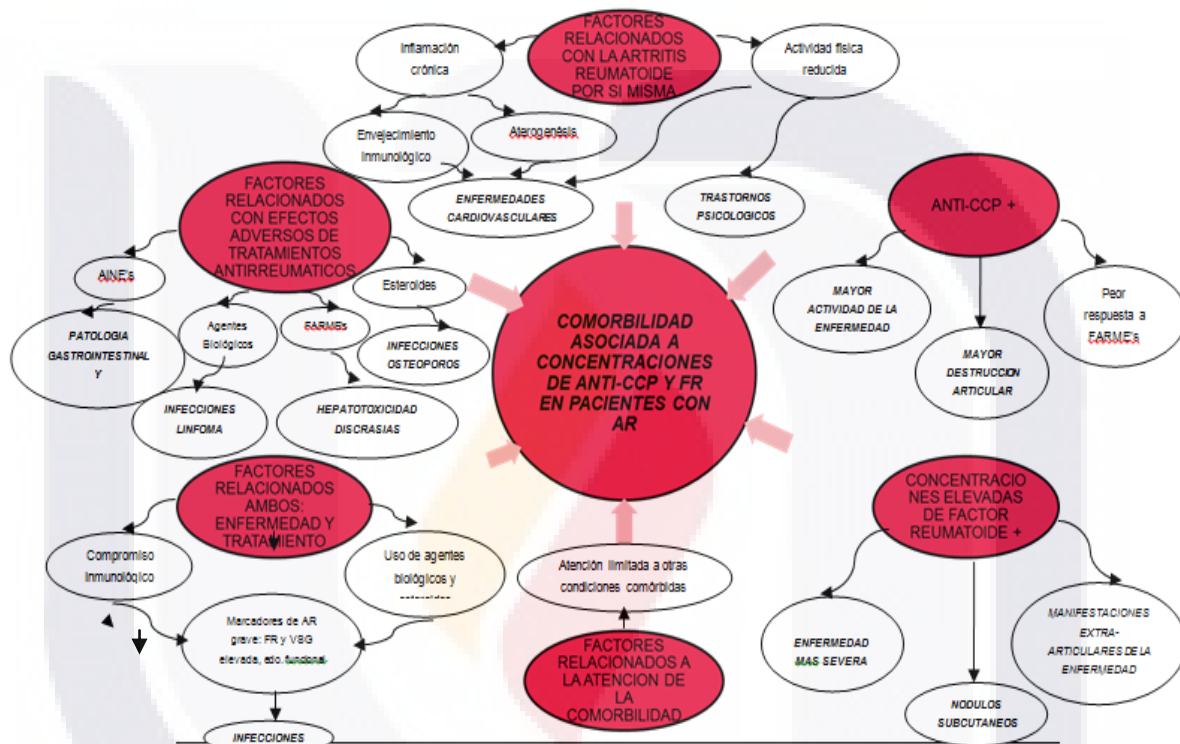 FACTORES
RELACIONADOS
CON LA ARTRITIS
REUMATOIDE
POR SI MISMA
Inflamación
crónica
Actividad física
reducida
Envejecimiento
Inmunológico
Aterogenésis
ENFERMEDADES
CARDIOVASCULARES
TRASTORNOS
PSICOLOGICOS
FACTORES
RELACIONADOS
CON EFECTOS
ADVERSOS DE
TRATAMIENTOS
ANTIRREUMATICOS
AINE's
Agentes
Biológicos
FARMEs
Esteroides
PATOLOGIA
GASTROINTESTINAL
Y
INFECCIONES
LINFOMA
HEPATOTOXICIDAD
DISCRASIAS
INFECCIONES
OSTEOPOROS
ANTI-CCP +
MAYOR
ACTIVIDAD DE LA
ENFERMEDAD
MAYOR
DESTRUCCION
ARTICULAR
Peor
respuesta a
FARME's
COMORBILIDAD
ASOCIADA A
CONCENTRACIONES
DE ANTI-CCP Y FR
EN PACIENTES CON
AR
FACTORES
RELACIONADOS
AMBOS:
ENFERMEDAD Y
TRATAMIENTO
Compromiso
Inmunológico
Uso de agentes
biológicos y
Marcadores de AR
grave: FR y VSG
elevada, edo. funcional
INFECCIONES
Atención limitada a otras
condiciones comórbidas
FACTORES
RELACIONADOS A
LA ATENCION DE
LA
COMORBILIDAD
CONCENTRACIO
NES ELEVADAS
DE FACTOR
REUMATOIDE +
ENFERMEDAD
MAS SEVERA
NODULOS
SUBCUTANEOS
MANIFESTACIONES
EXTRA-
ARTICULARES DE LA
ENFERMEDAD